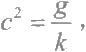 c² = g/k ,